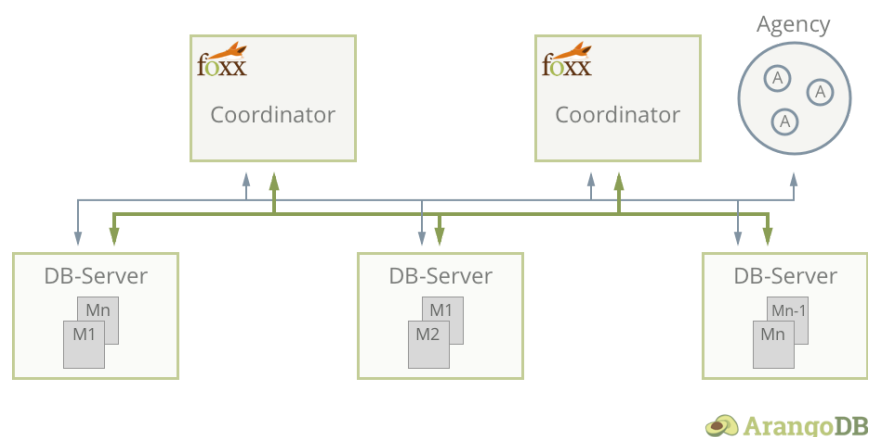 Agency
foxx
Coordinator
foxx
Coordinator
A
A
A
DB-Server
Mn
M1
DB-Server
M1
M2
DB-Server
Mn-1
Mn
ArangoDB